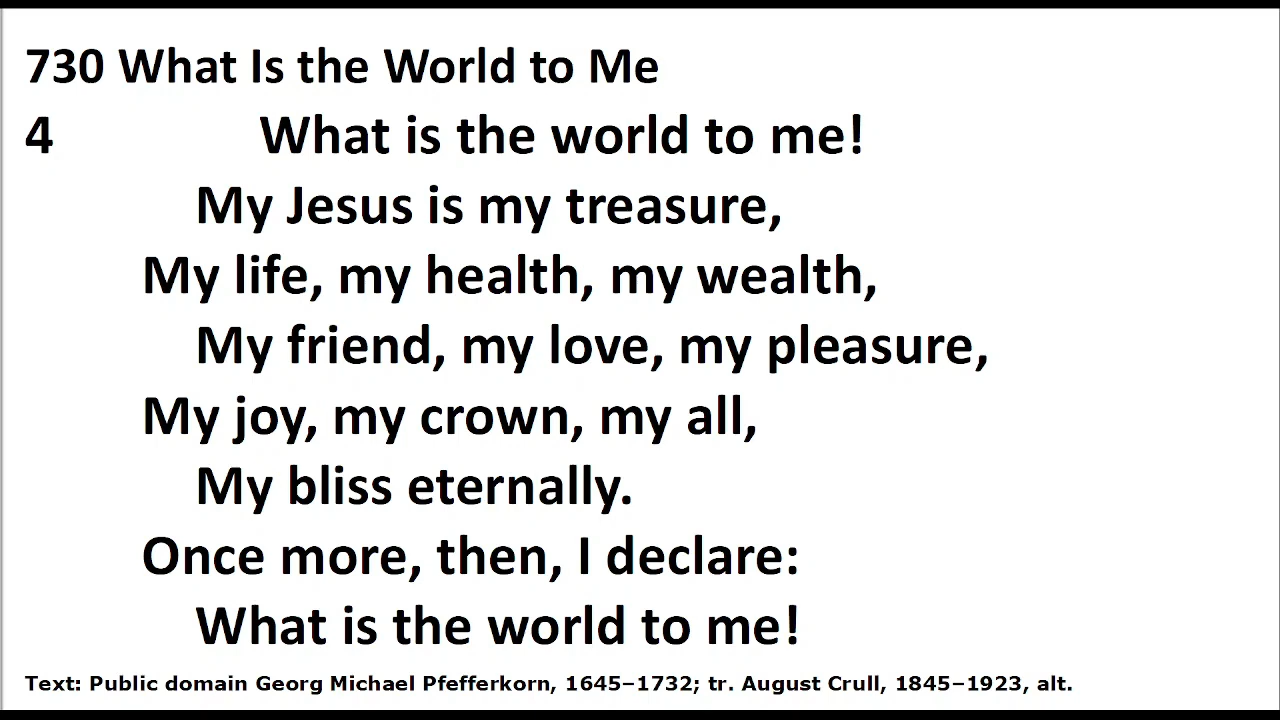 730 What Is the World to Me
4 What is the world to me!
My Jesus is my treasure,
My life, my health, my wealth,
My friend, my love, my pleasure,
My joy, my crown, my all,
My bliss eternally.
Once more, then, I declare:
What is the world to me!
Text: Public domain Georg Michael Pfefferkorn, 1645–1732; tr. August Crull, 1845–1923, alt.